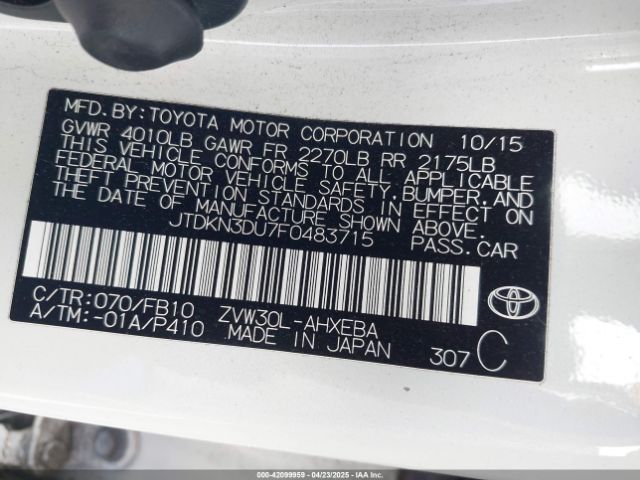 MFD. BY: TOYOTA MOTOR CORPORATION 10/15
GVWR 4010LB GAWR FR 2270LB RR 2175LB
THIS VEHICLE CONFORMS TO ALL APPLICABLE
FEDERAL MOTOR VEHICLE SAFETY, BUMPER, AND
THEFT PREVENTION STANDARDS IN EFFECT ON
THE DATE OF MANUFACTURE SHOWN ABOVE.
JTDKN3DU7F0483715 PASS. CAR
C/TR: 070/FB10 ZVW30L-AHXEBA
A/TM: -01A/P410 MADE IN JAPAN 307 C
000-42099959 - 04/23/2025 - IAAI.COM